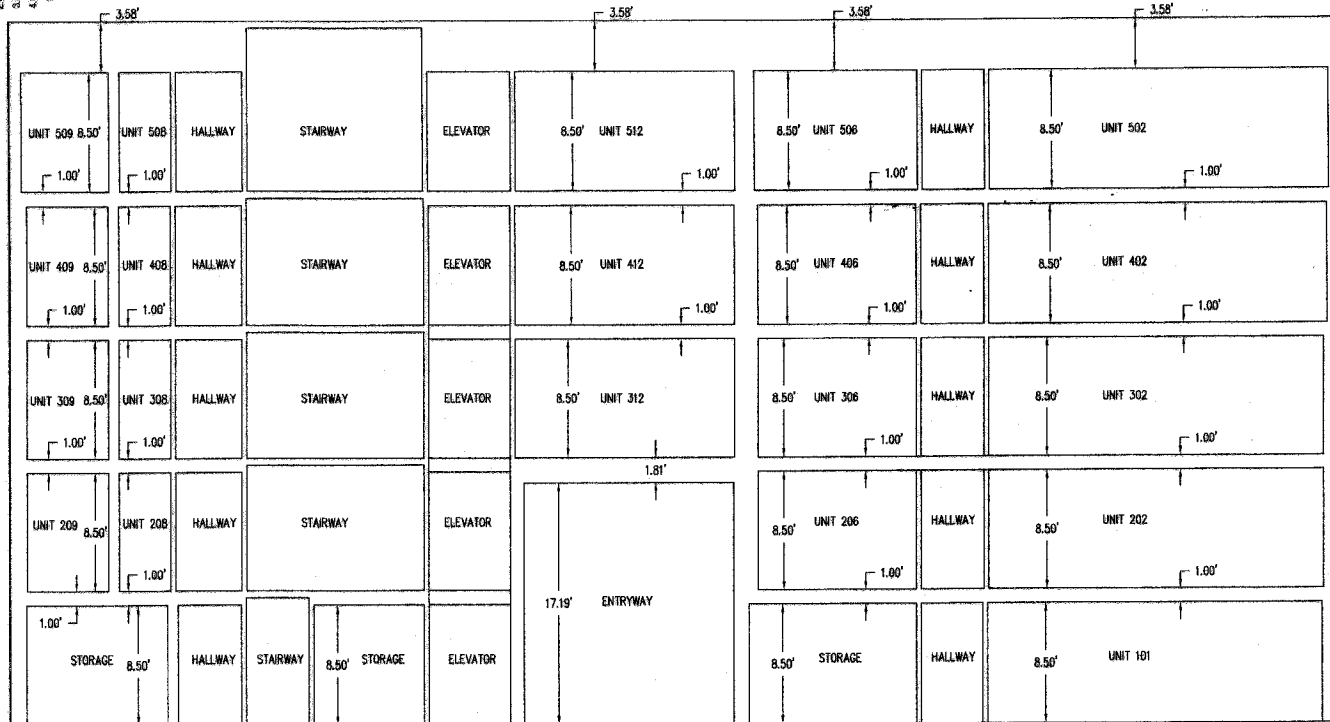 3.58' 3.58' 3.58' 3.58'
UNIT 509 8.50' UNIT 508 HALLWAY STAIRWAY ELEVATOR 8.50' UNIT 512 8.50' UNIT 506 HALLWAY 8.50' UNIT 502
1.00' 1.00' 1.00' 1.00' 1.00'
UNIT 409 8.50' UNIT 408 HALLWAY STAIRWAY ELEVATOR 8.50' UNIT 412 8.50' UNIT 406 HALLWAY 8.50' UNIT 402
1.00' 1.00' 1.00' 1.00' 1.00'
UNIT 309 8.50' UNIT 308 HALLWAY STAIRWAY ELEVATOR 8.50' UNIT 312 8.50' UNIT 306 HALLWAY 8.50' UNIT 302
1.00' 1.00' 1.00' 1.00'
1.81'
UNIT 209 8.50' UNIT 208 HALLWAY STAIRWAY ELEVATOR 8.50' UNIT 206 HALLWAY 8.50' UNIT 202
1.00' 1.00' 1.00'
17.19' ENTRYWAY
1.00'
STORAGE 8.50' HALLWAY STAIRWAY 8.50' STORAGE ELEVATOR 8.50' STORAGE HALLWAY 8.50' UNIT 101